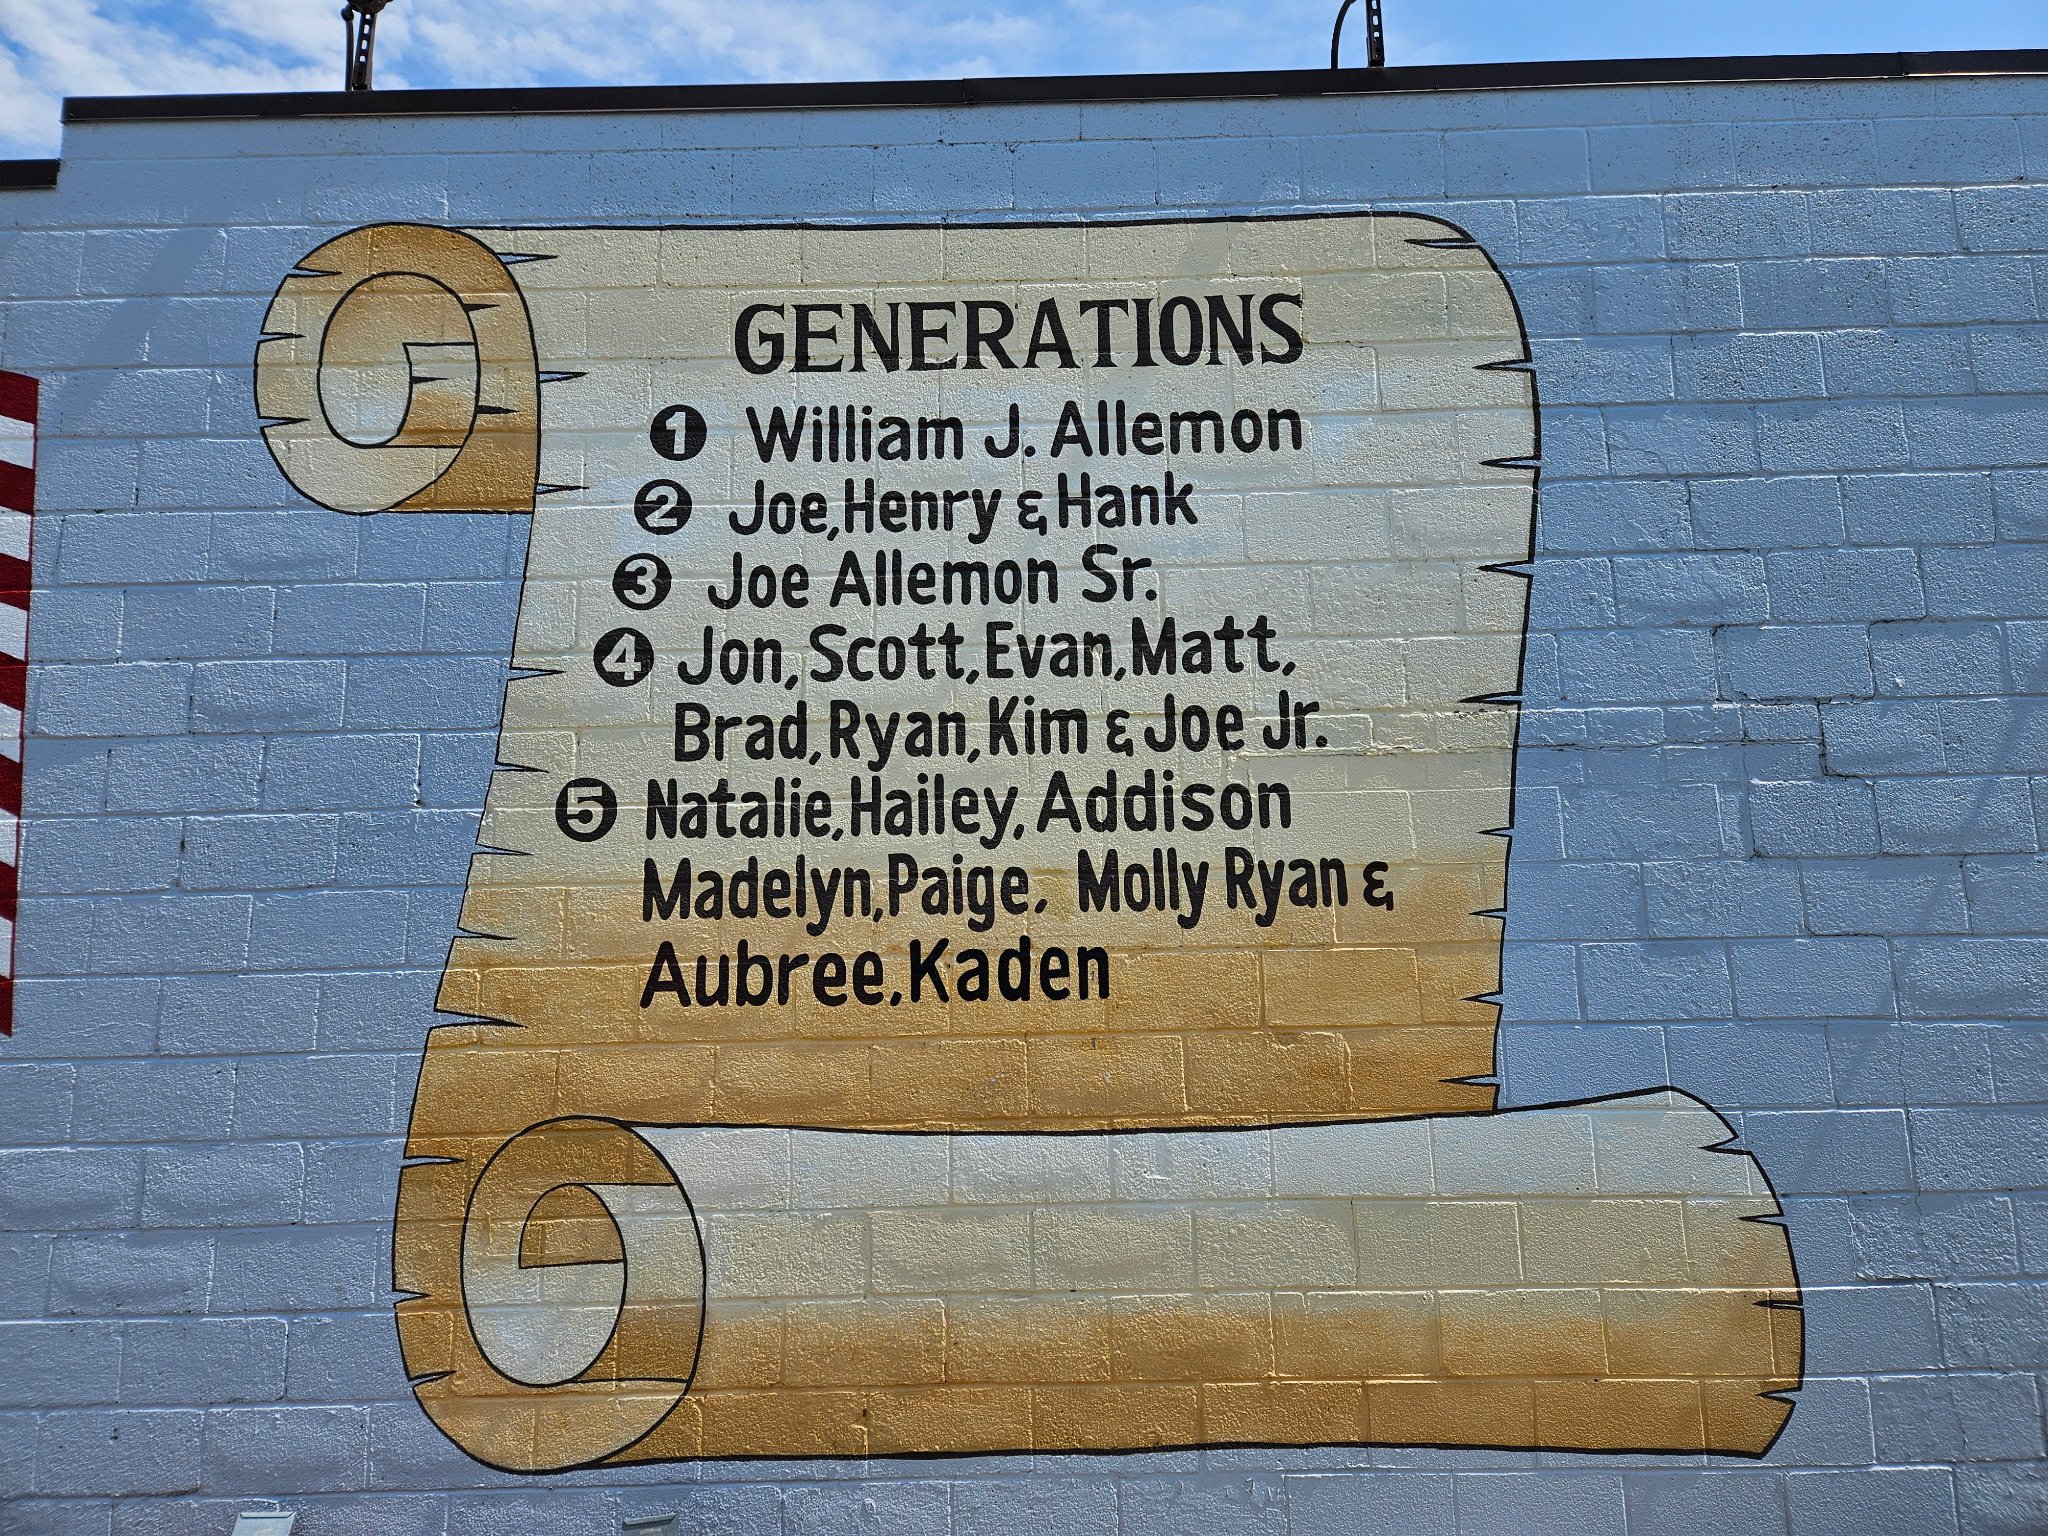 GENERATIONS
1 William J. Allemon
2 Joe, Henry & Hank
3 Joe Allemon Sr.
4 Jon, Scott, Evan, Matt,
Brad, Ryan, Kim & Joe Jr.
5 Natalie, Hailey, Addison
Madelyn, Paige, Molly Ryan &
Aubree, Kaden